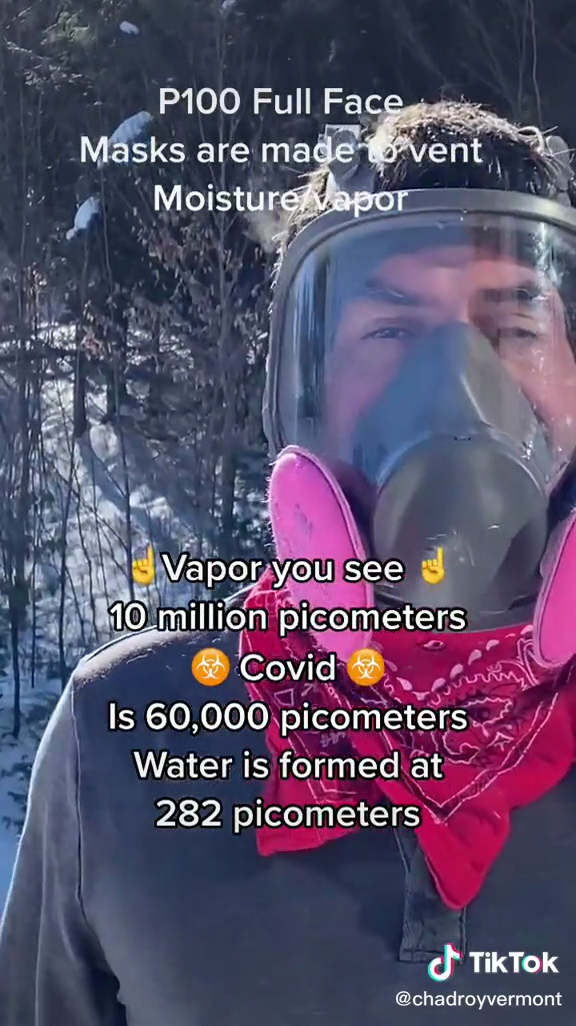 P100 Full Face
Masks are made to vent
Moisture/vapor
☝Vapor you see ☝
10 million picometers
☣ Covid ☣
Is 60,000 picometers
Water is formed at
282 picometers
TikTok
@chadroyvermont